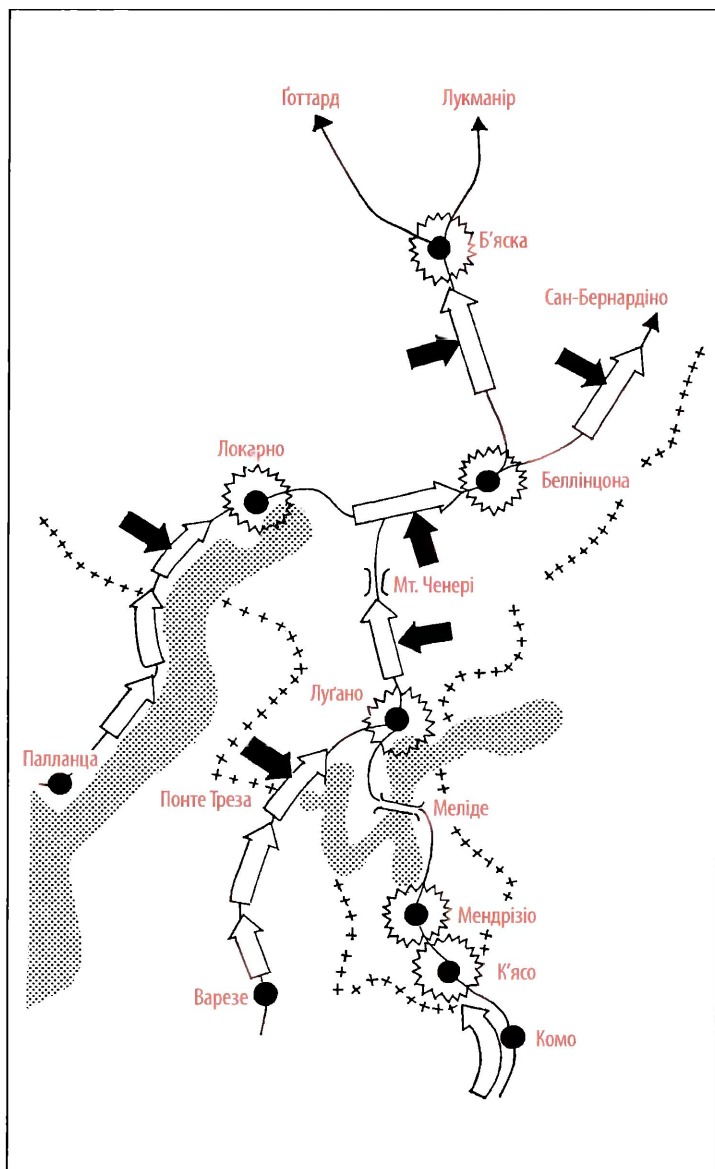 Ґоттард
Лукманір
Б'яска
Сан-Бернардіно
Локарно
Беллінцона
Мт. Ченері
Луґано
Палланца
Понте Треза
Меліде
Мендрізіо
К'ясо
Варезе
Комо